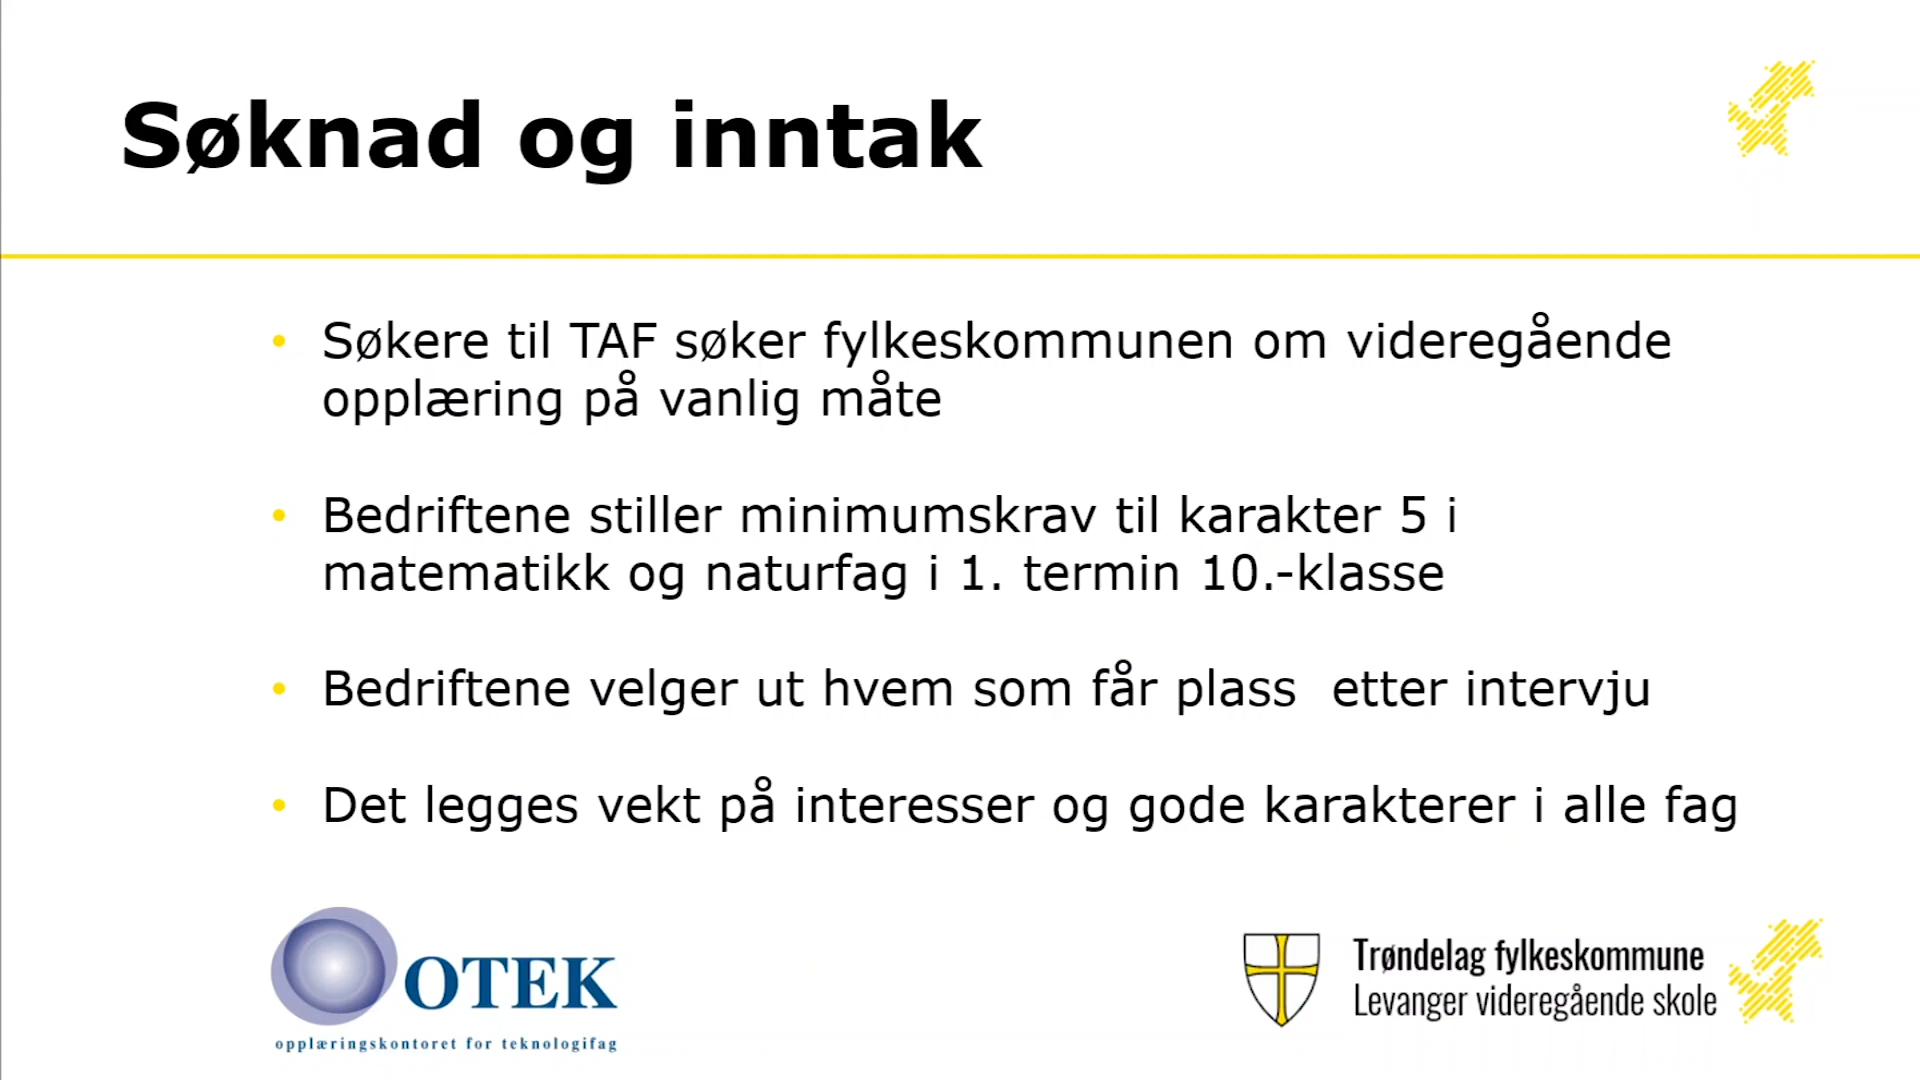 Søknad og inntak
• Søkere til TAF søker fylkeskommunen om videregående
opplæring på vanlig måte
• Bedriftene stiller minimumskrav til karakter 5 i
matematikk og naturfag i 1. termin 10.-klasse
• Bedriftene velger ut hvem som får plass  etter intervju
• Det legges vekt på interesser og gode karakterer i alle fag
OTEK
opplæringskontoret for teknologifag
Trøndelag fylkeskommune
Levanger videregående skole